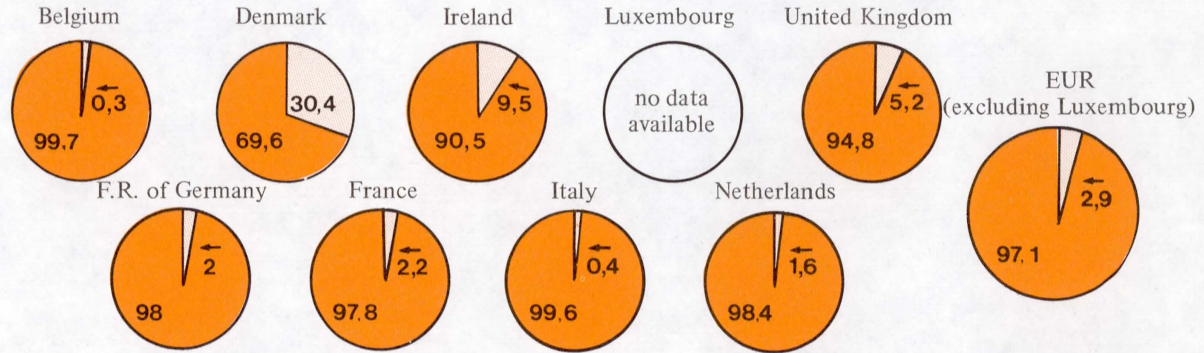 Belgium
0,3
99,7
Denmark
30,4
69,6
Ireland
9,5
90,5
Luxembourg
no data
available
United Kingdom
5,2
94,8
EUR
(excluding Luxembourg)
2,9
97,1
F.R. of Germany
2
98
France
2,2
97,8
Italy
0,4
99,6
Netherlands
1,6
98,4